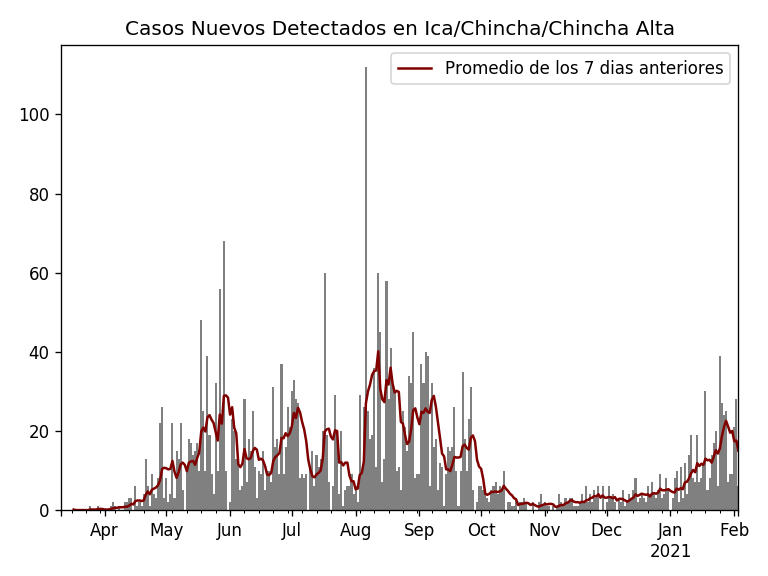 Casos Nuevos Detectados en Ica/Chincha/Chincha Alta
Promedio de los 7 dias anteriores
100
80
60
40
20
0
Apr May Jun Jul Aug Sep Oct Nov Dec Jan Feb
2021